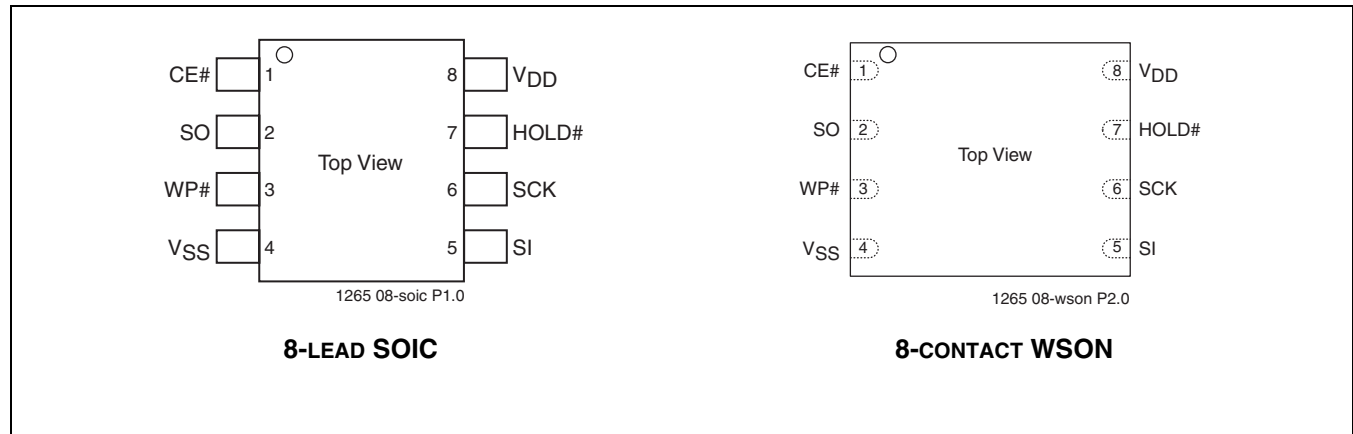 CE# 1 8 VDD
SO 2 7 HOLD#
Top View
WP# 3 6 SCK
VSS 4 5 SI
1265 08-soic P1.0
8-LEAD SOIC
CE# 1 8 VDD
SO 2 7 HOLD#
Top View
WP# 3 6 SCK
VSS 4 5 SI
1265 08-wson P2.0
8-CONTACT WSON